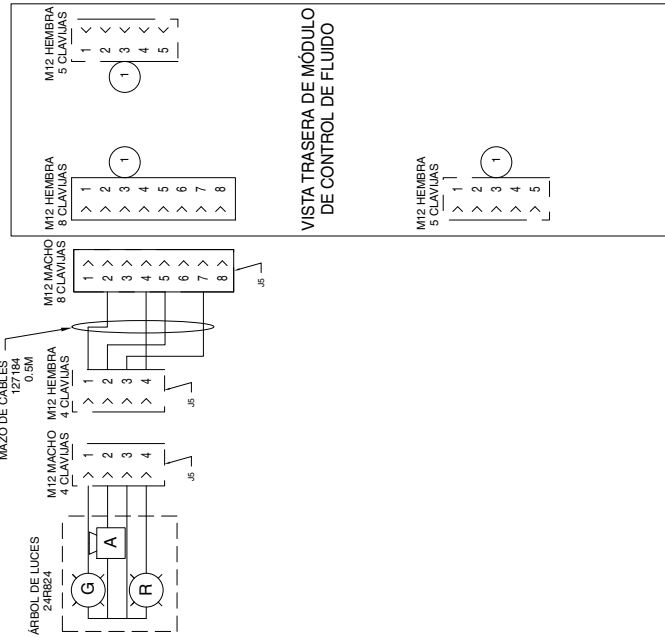 MAZO DE CABLES
127184
0.5M
ÁRBOL DE LUCES
24R824
G
A
R
M12 MACHO
4 CLAVIJAS
1
2
3
4
J5
M12 HEMBRA
4 CLAVIJAS
1
2
3
4
J5
M12 MACHO
8 CLAVIJAS
1
2
3
4
5
6
7
8
J5
M12 HEMBRA
8 CLAVIJAS
1
2
3
4
5
6
7
8
1
M12 HEMBRA
5 CLAVIJAS
1
2
3
4
5
1
VISTA TRASERA DE MÓDULO
DE CONTROL DE FLUIDO
M12 HEMBRA
5 CLAVIJAS
1
2
3
4
5
1